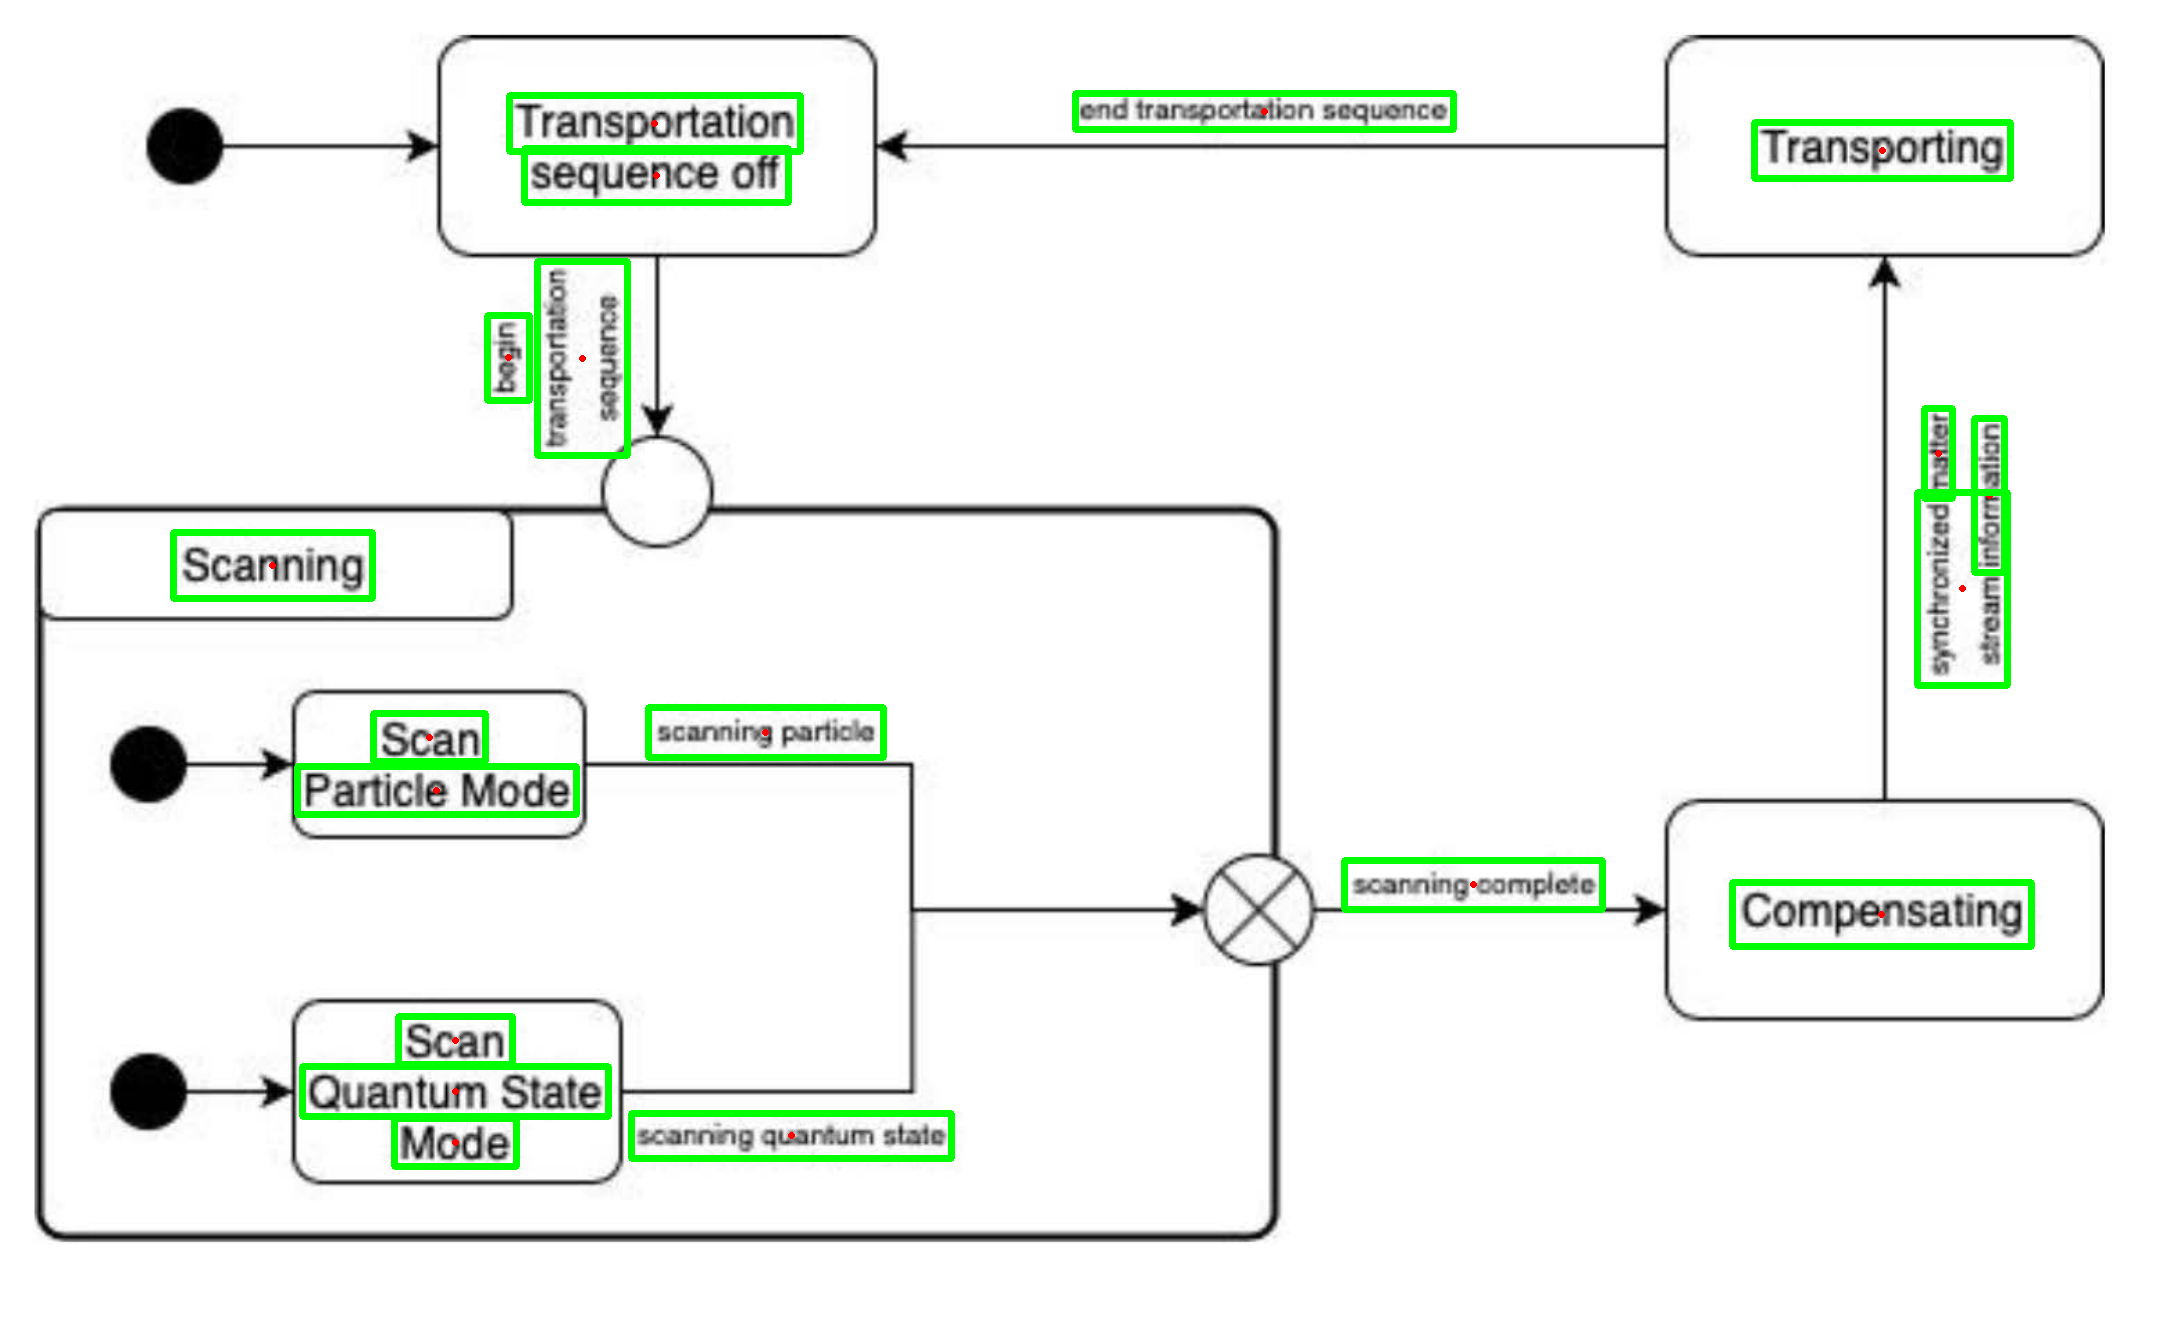 Transportation
sequence off
end transportation sequence
Transporting
begin
transportation
sequence
synchronized matter
stream information
Scanning
Scan
Particle Mode
scanning particle
scanning complete
Compensating
Scan
Quantum State
Mode
scanning quantum state